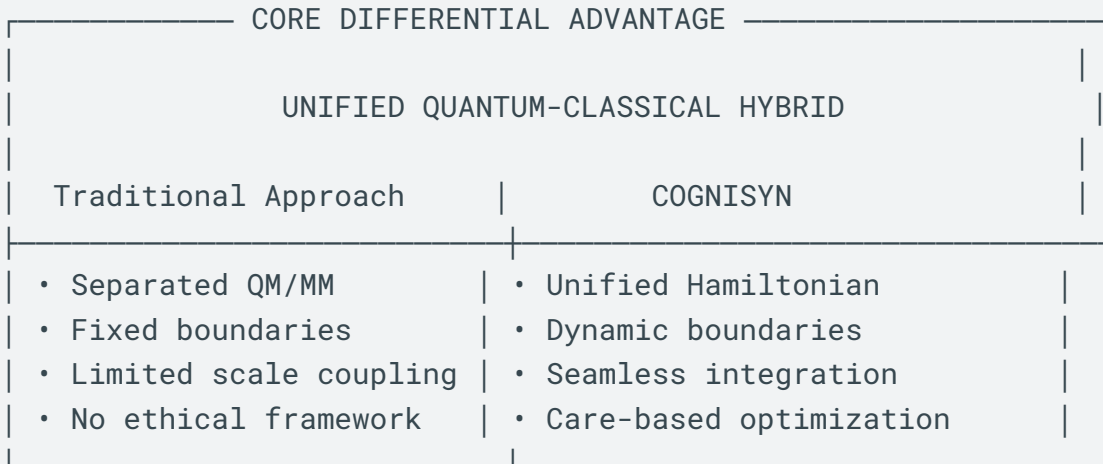 CORE DIFFERENTIAL ADVANTAGE
UNIFIED QUANTUM-CLASSICAL HYBRID
Traditional Approach | COGNISYN
• Separated QM/MM | • Unified Hamiltonian
• Fixed boundaries | • Dynamic boundaries
• Limited scale coupling | • Seamless integration
• No ethical framework | • Care-based optimization